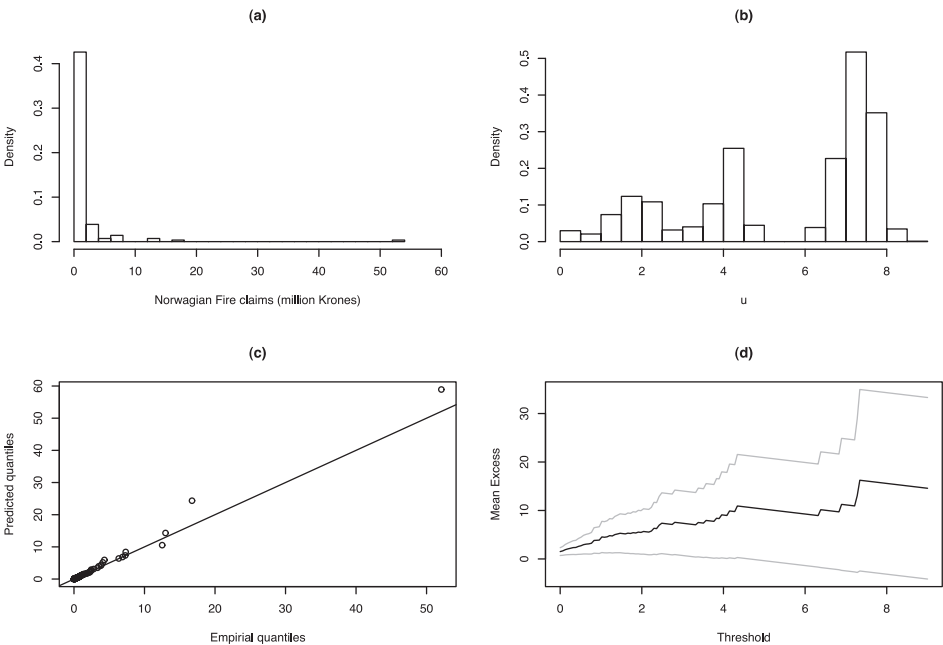 (a)
Density
0.0 0.1 0.2 0.3 0.4
0 10 20 30 40 50 60
Norwagian Fire claims (million Krones)
(b)
Density
0.0 0.1 0.2 0.3 0.4 0.5
0 2 4 6 8
u
(c)
Predicted quantiles
0 10 20 30 40 50 60
0 10 20 30 40 50
Empirial quantiles
(d)
Mean Excess
0 10 20 30
0 2 4 6 8
Threshold